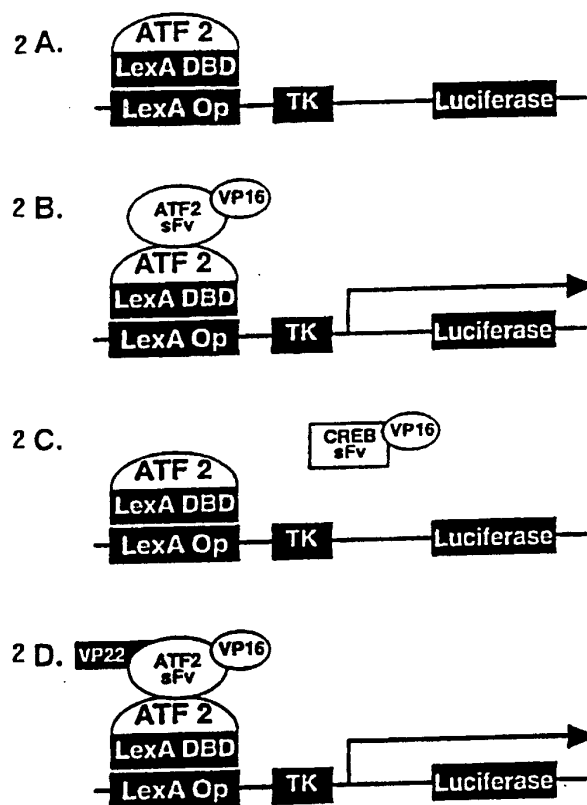 2 A.
ATF 2
LexA DBD
LexA Op TK Luciferase
2 B.
ATF2 sFv VP16
ATF 2
LexA DBD
LexA Op TK Luciferase
2 C.
CREB sFv VP16
ATF 2
LexA DBD
LexA Op TK Luciferase
2 D.
VP22 ATF2 sFv VP16
ATF 2
LexA DBD
LexA Op TK Luciferase